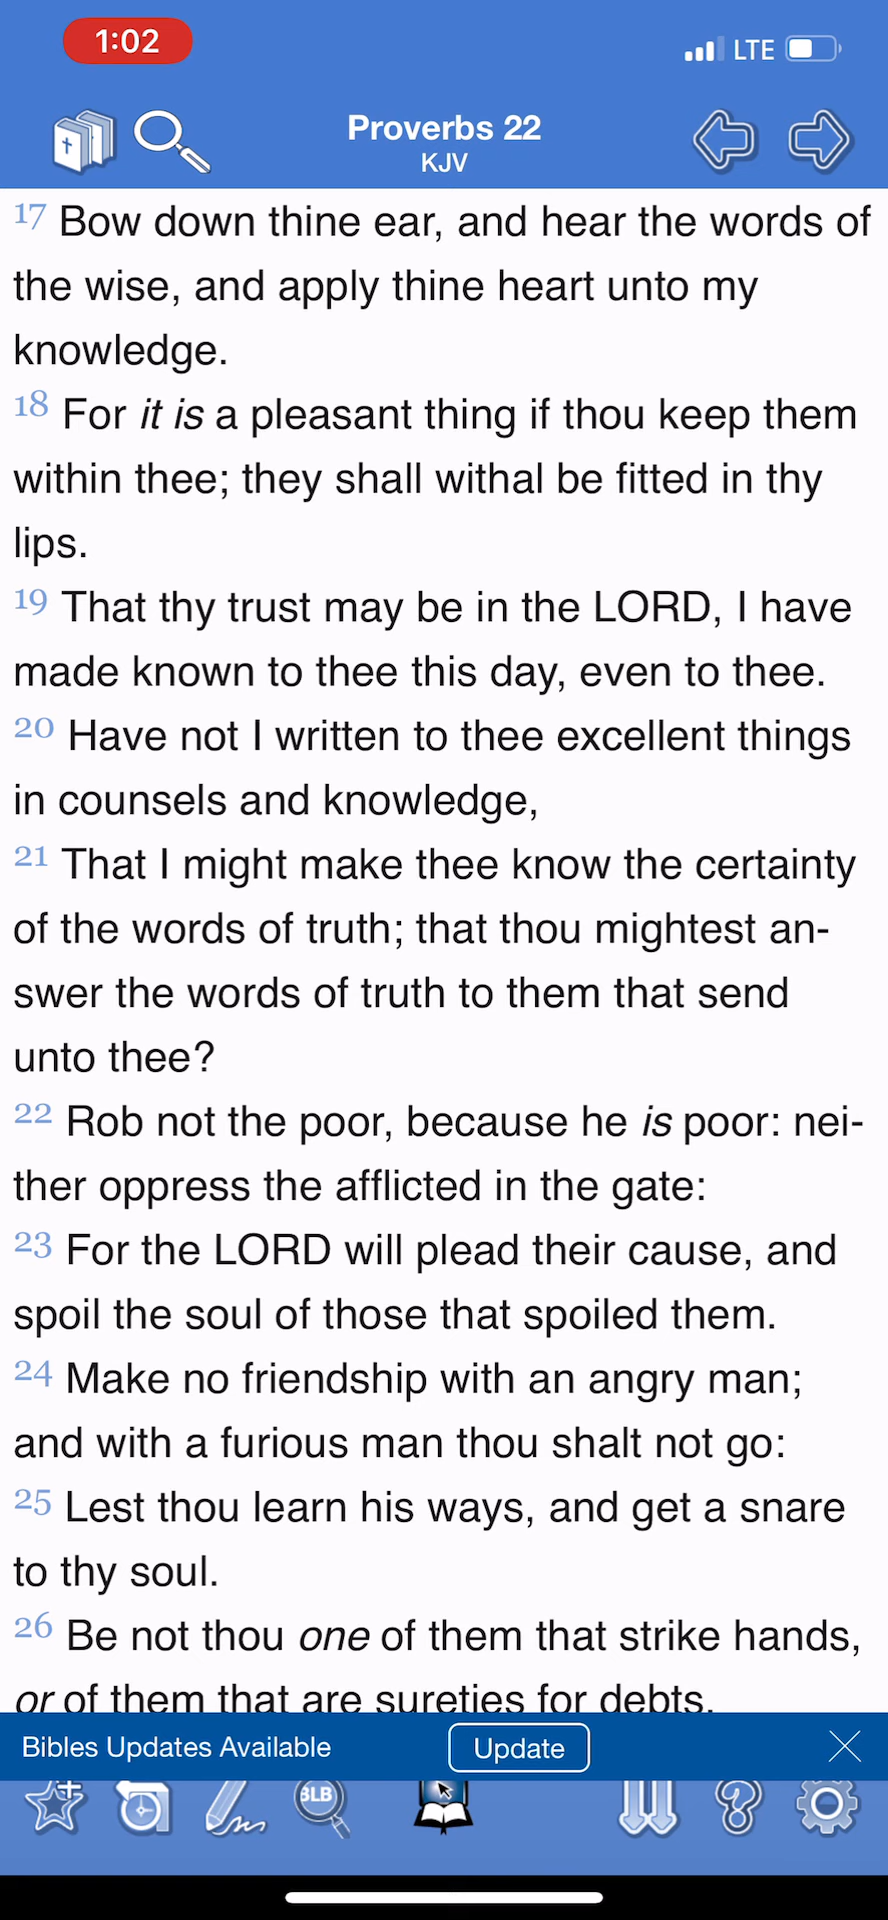 1:02
LTE
Proverbs 22
KJV
17 Bow down thine ear, and hear the words of
the wise, and apply thine heart unto my
knowledge.
18 For it is a pleasant thing if thou keep them
within thee; they shall withal be fitted in thy
lips.
19 That thy trust may be in the LORD, I have
made known to thee this day, even to thee.
20 Have not I written to thee excellent things
in counsels and knowledge,
21 That I might make thee know the certainty
of the words of truth; that thou mightest an-
swer the words of truth to them that send
unto thee?
22 Rob not the poor, because he is poor: nei-
ther oppress the afflicted in the gate:
23 For the LORD will plead their cause, and
spoil the soul of those that spoiled them.
24 Make no friendship with an angry man;
and with a furious man thou shalt not go:
25 Lest thou learn his ways, and get a snare
to thy soul.
26 Be not thou one of them that strike hands,
or of them that are sureties for debts.
Bibles Updates Available
Update
BLB